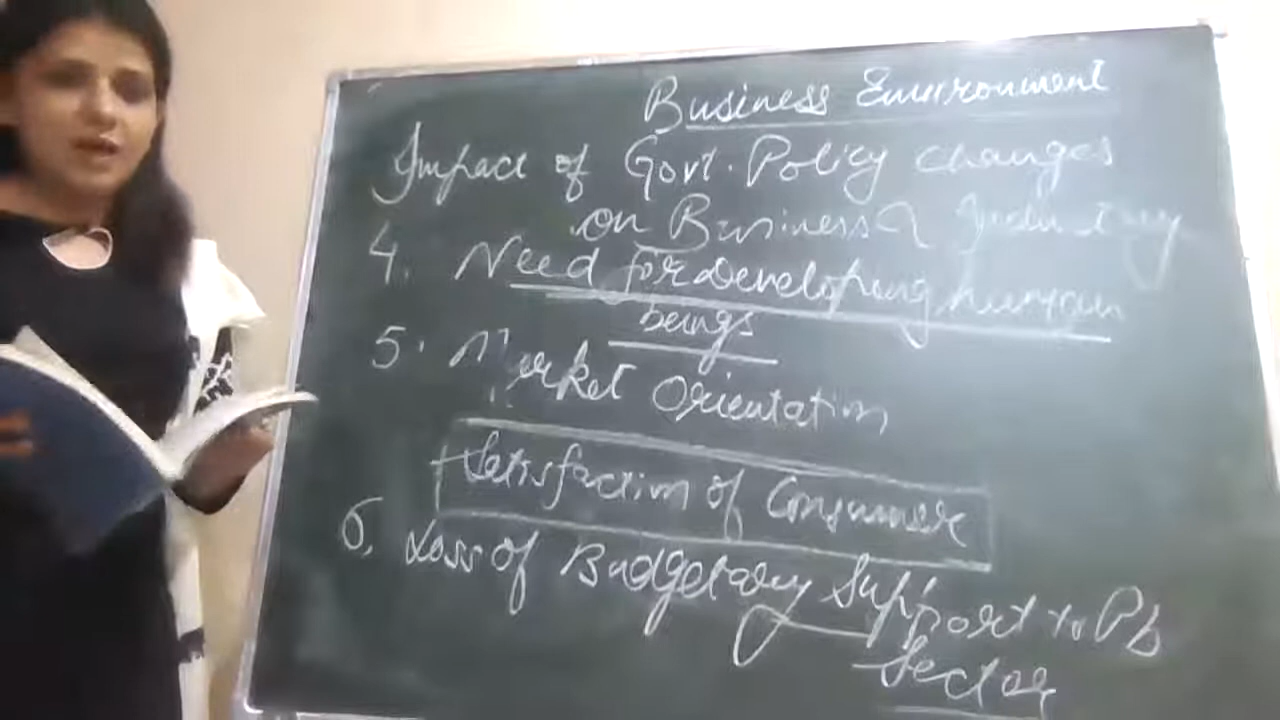 Business Environment
Impact of Govt. Policy changes
on Business & Industry
4. Need for developing human
beings
5. Market Orientation
Satisfaction of Consumer
6. Loss of Budgetary Support to Pb
Sector